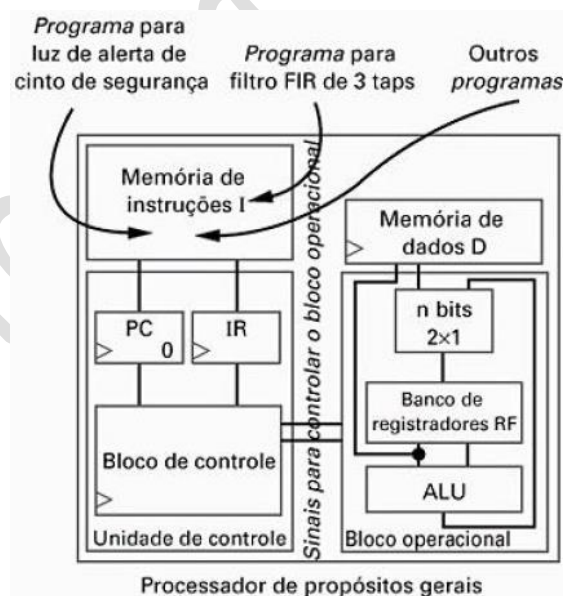 Programa para
luz de alerta de
cinto de segurança
Programa para
filtro FIR de 3 taps
Outros
programas
Memória de
instruções I
PC
0
IR
Bloco de controle
Unidade de controle
Sinais para controlar o bloco operacional
Memória de
dados D
n bits
2×1
Banco de
registradores RF
ALU
Bloco operacional
Processador de propósitos gerais